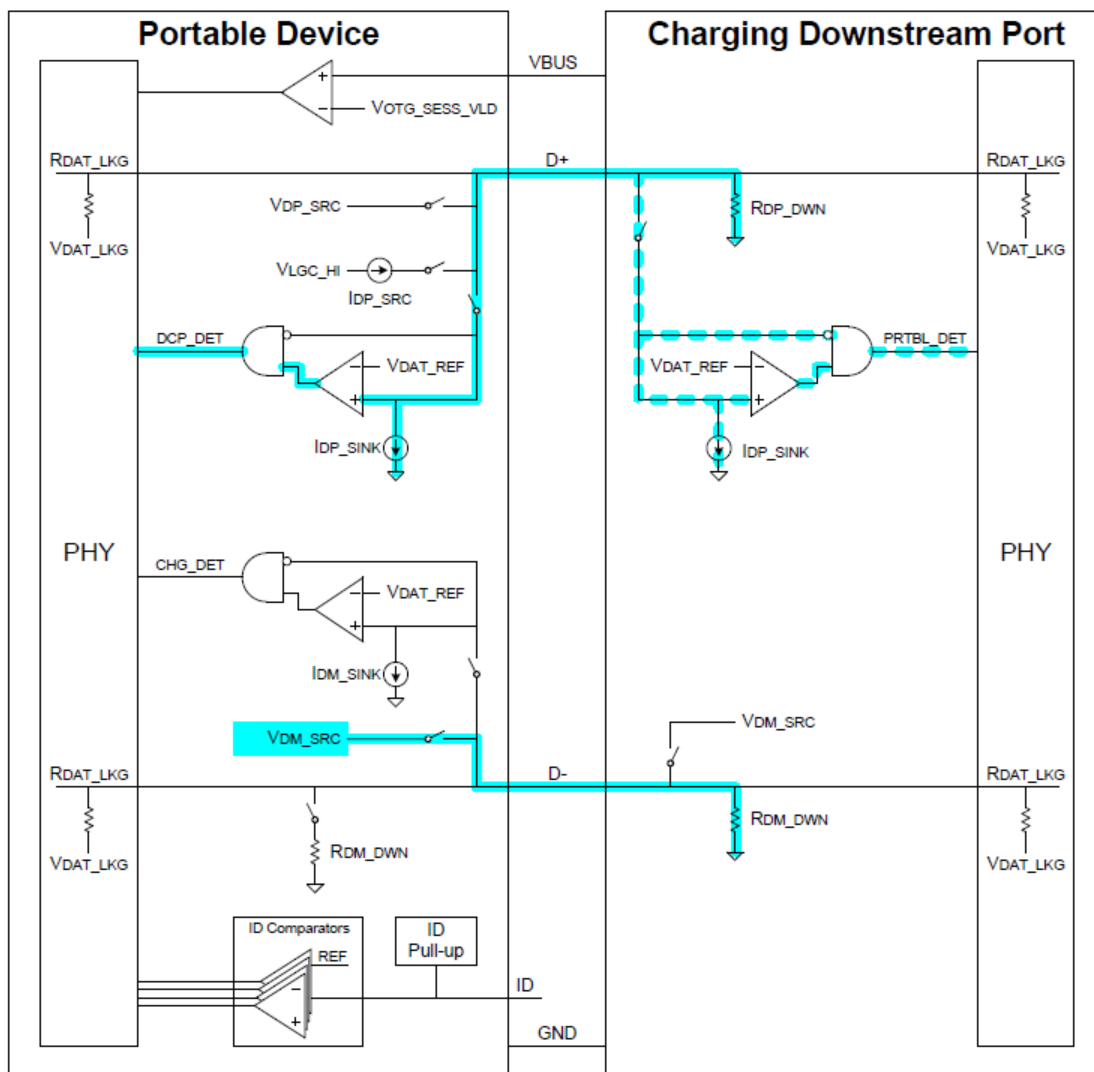 Portable Device
Charging Downstream Port
VBUS
+
−
VOTG_SESS_VLD
RDAT_LKG
D+
RDAT_LKG
VDP_SRC
RDP_DWN
VDAT_LKG
VDAT_LKG
VLGC_HI
IDP_SRC
DCP_DET
PRTBL_DET
−
VDAT_REF
VDAT_REF
−
+
+
IDP_SINK
IDP_SINK
PHY
PHY
CHG_DET
−
VDAT_REF
+
IDM_SINK
VDM_SRC
VDM_SRC
RDAT_LKG
D-
RDAT_LKG
RDM_DWN
RDM_DWN
VDAT_LKG
VDAT_LKG
ID Comparators
REF
−
+
ID
Pull-up
ID
GND